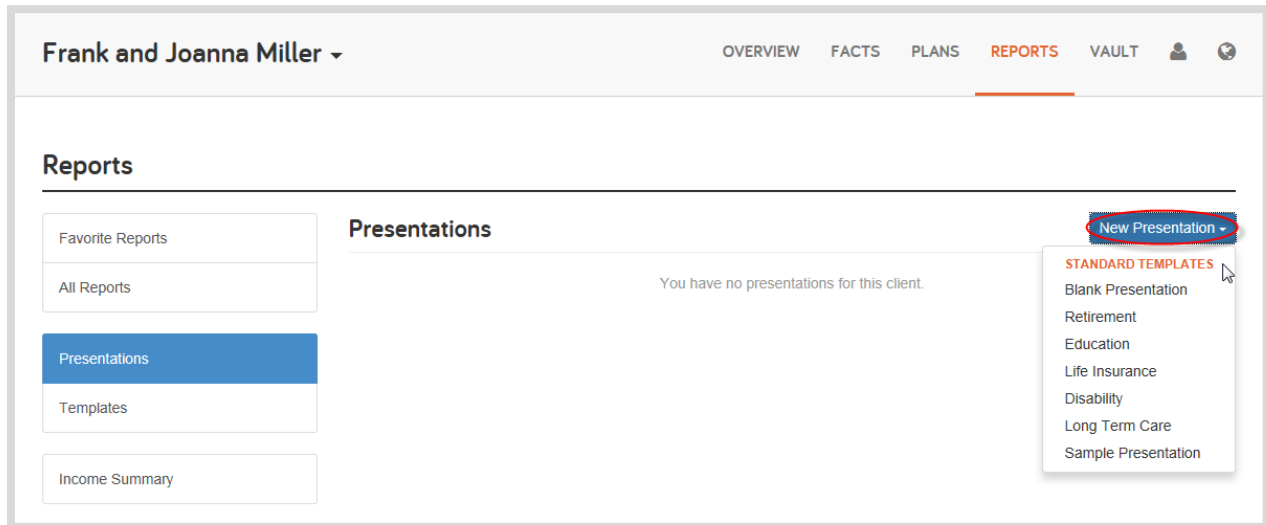 Frank and Joanna Miller
OVERVIEW FACTS PLANS REPORTS VAULT
Reports
Favorite Reports
All Reports
Presentations
Templates
Income Summary
Presentations
New Presentation
You have no presentations for this client.
STANDARD TEMPLATES
Blank Presentation
Retirement
Education
Life Insurance
Disability
Long Term Care
Sample Presentation